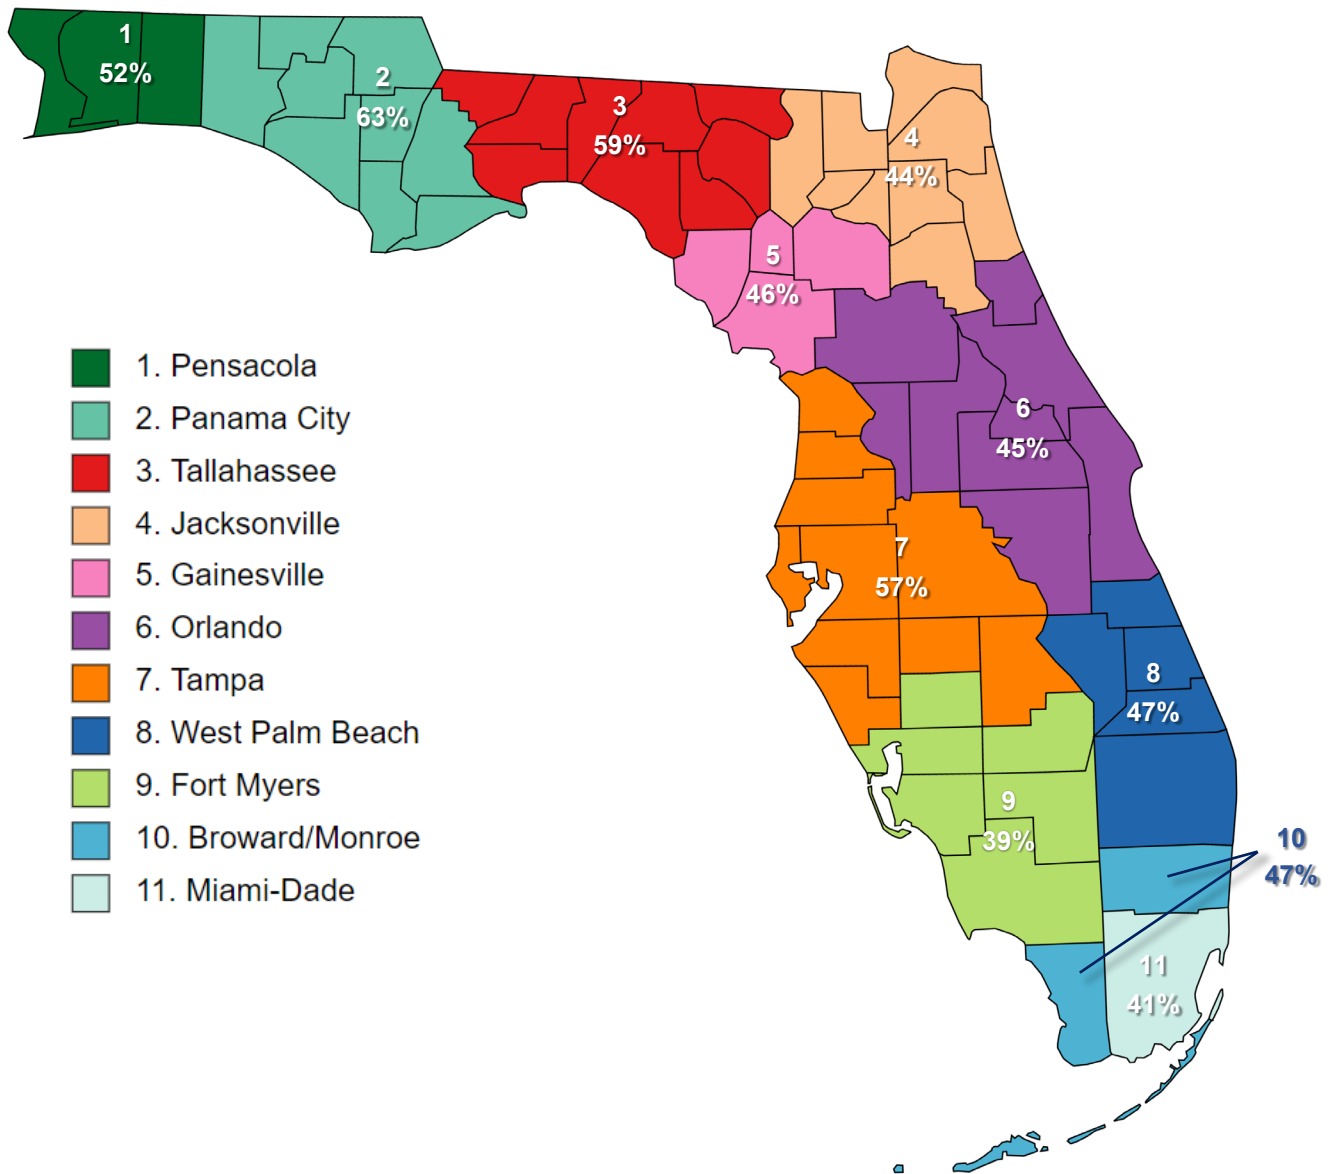 1
52%
2
63%
3
59%
4
44%
5
46%
6
45%
7
57%
8
47%
9
39%
10
47%
11
41%
1. Pensacola
2. Panama City
3. Tallahassee
4. Jacksonville
5. Gainesville
6. Orlando
7. Tampa
8. West Palm Beach
9. Fort Myers
10. Broward/Monroe
11. Miami-Dade